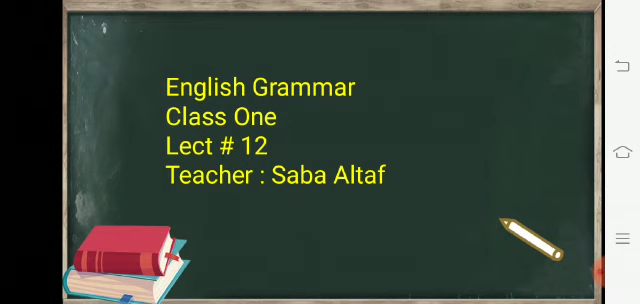 English Grammar
Class One
Lect # 12
Teacher : Saba Altaf